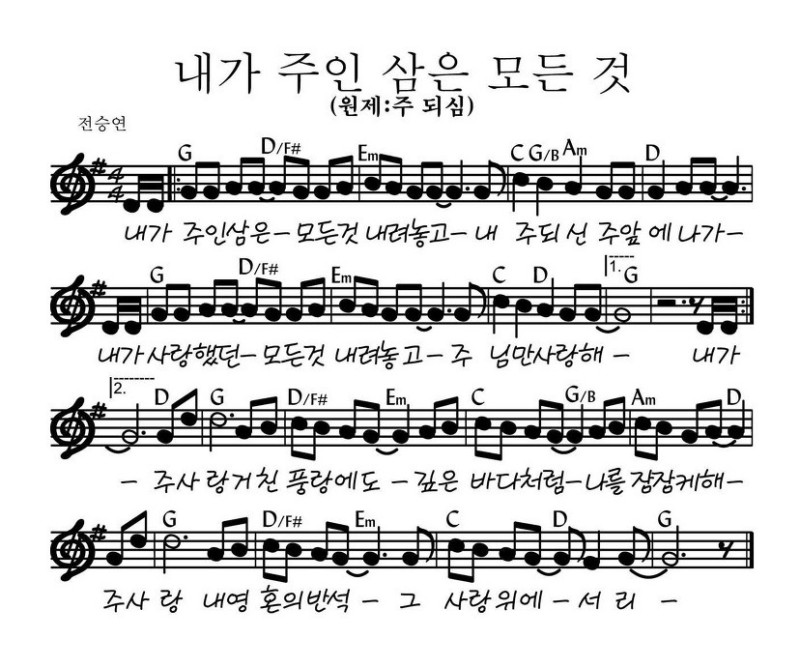 내가 주인 삼은 모든 것
(원제:주 되심)
전승연
G D/F# Em C G/B Am D
4
4
내가 주인삼은- 모든것 내려놓고- 내 주되신 주앞에 나가-
G D/F# Em C D 1. G
내가 사랑했던- 모든것 내려놓고- 주 님만사랑해- 내가
2. D G D/F# Em C G/B Am D
- 주사 랑거친 풍랑에도- 깊은 바다처럼-나를 잠잠케해-
G D/F# Em C D G
주사 랑 내영 혼의반석- 그 사랑위에-서 리 -